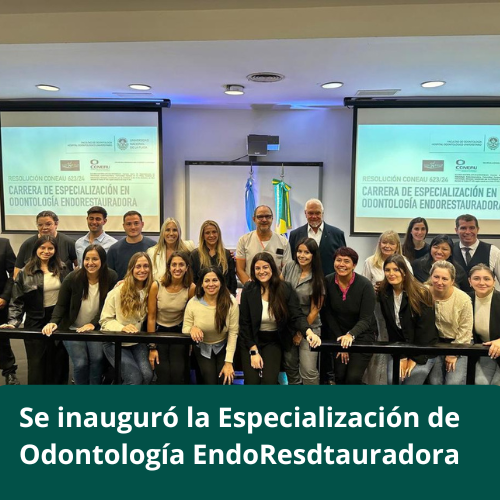 RESOLUCIÓN CONEAU 623/24
CARRERA DE ESPECIALIZACIÓN EN
ODONTOLOGÍA ENDORESTAURADORA
CONEAU
RESOLUCIÓN CONEAU 623/24
CARRERA DE ESPECIALIZACIÓN EN
ODONTOLOGÍA ENDORESTAURADORA
Se inauguró la Especialización de
Odontología EndoResdtauradora